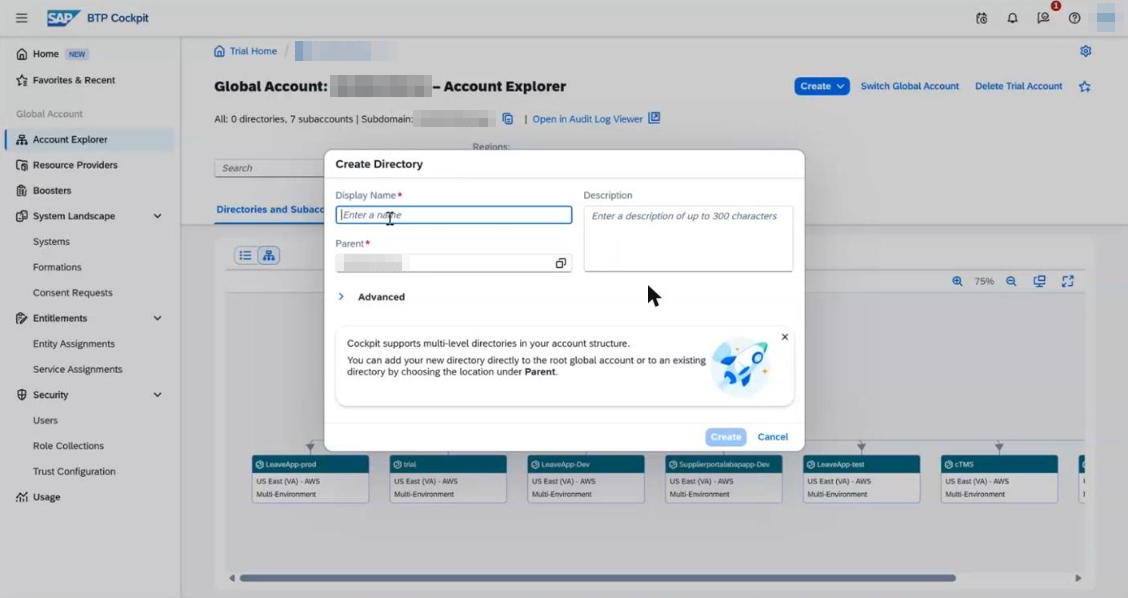 SAP BTP Cockpit
1
Home NEW
Favorites & Recent
Global Account
Account Explorer
Resource Providers
Boosters
System Landscape
Systems
Formations
Consent Requests
Entitlements
Entity Assignments
Service Assignments
Security
Users
Role Collections
Trust Configuration
Usage
Trial Home /
Global Account: – Account Explorer
Create
Switch Global Account
Delete Trial Account
All: 0 directories, 7 subaccounts | Subdomain: | Open in Audit Log Viewer
Regions:
Search
Directories and Subacc
75%
Create Directory
Display Name*
Enter a name
Description
Enter a description of up to 300 characters
Parent*
Advanced
Cockpit supports multi-level directories in your account structure.
You can add your new directory directly to the root global account or to an existing
directory by choosing the location under Parent.
Create
Cancel
LeaveApp-prod
US East (VA) - AWS
Multi-Environment
trial
US East (VA) - AWS
Multi-Environment
LeaveApp-Dev
US East (VA) - AWS
Multi-Environment
Supplierportalabapapp-Dev
US East (VA) - AWS
Multi-Environment
LeaveApp-test
US East (VA) - AWS
Multi-Environment
cTMS
US East (VA) - AWS
Multi-Environment